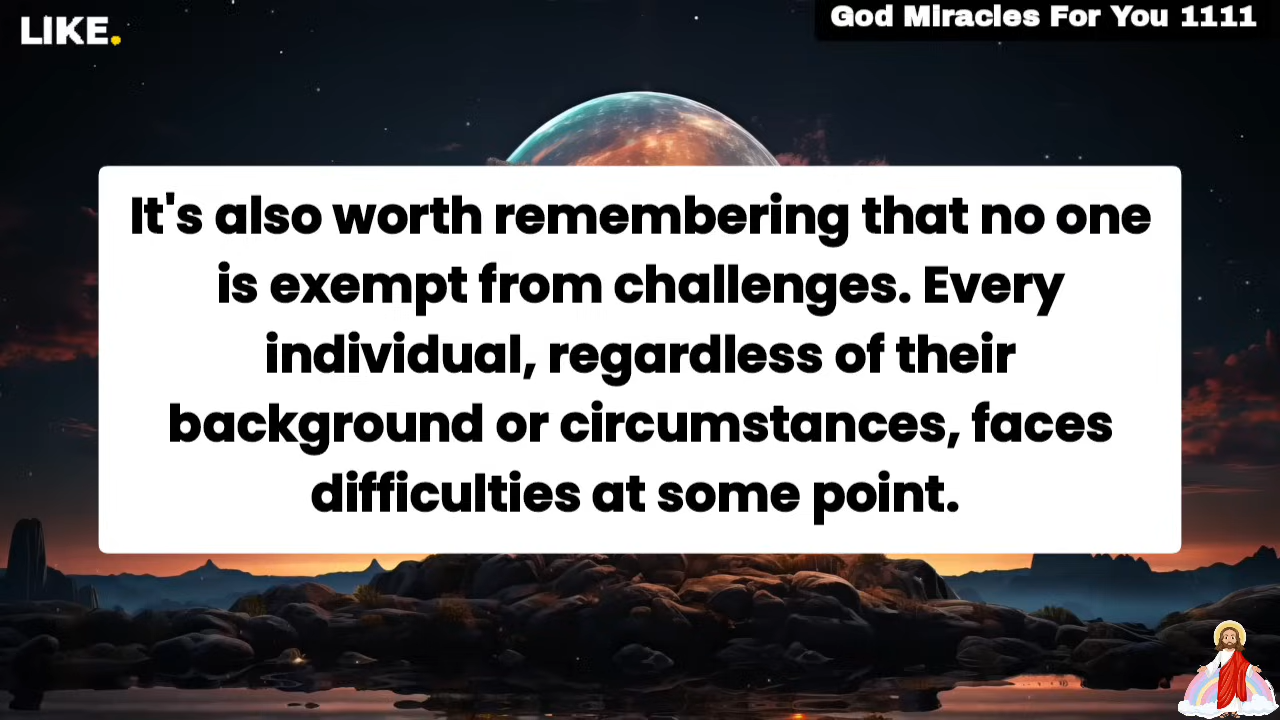 LIKE.
God Miracles For You 1111
It's also worth remembering that no one
is exempt from challenges. Every
individual, regardless of their
background or circumstances, faces
difficulties at some point.